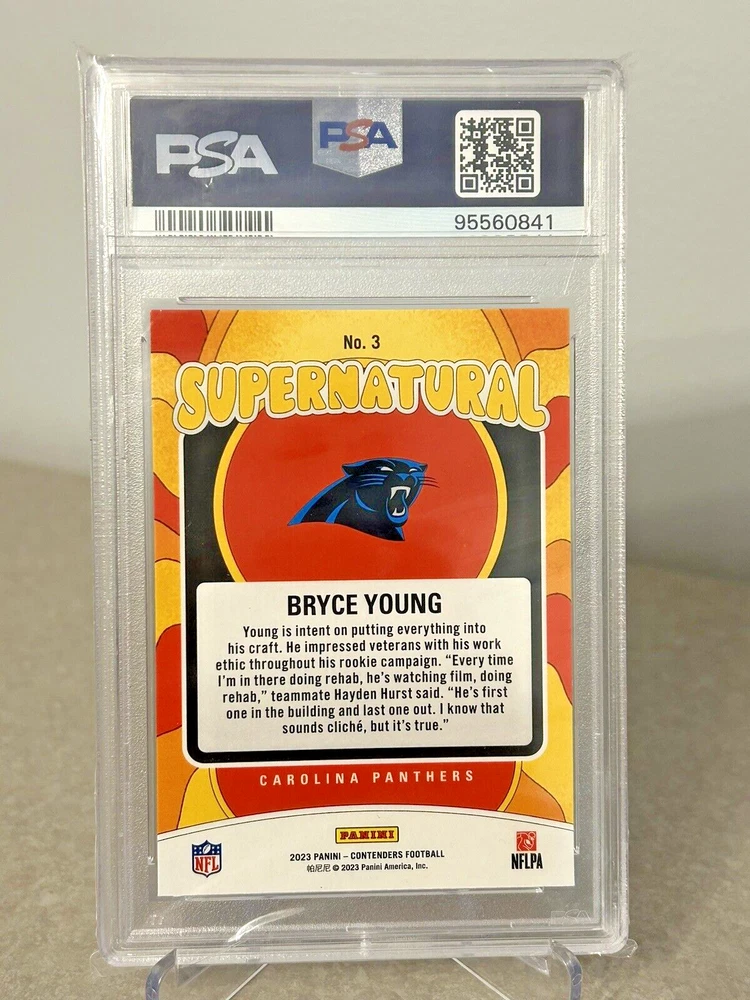 PSA
PSA
95560841
No. 3
SUPERNATURAL
BRYCE YOUNG
Young is intent on putting everything into
his craft. He impressed veterans with his work
ethic throughout his rookie campaign. “Every time
I’m in there doing rehab, he’s watching film, doing
rehab,” teammate Hayden Hurst said. “He’s first
one in the building and last one out. I know that
sounds cliché, but it’s true.”
CAROLINA PANTHERS
PANINI
NFL
NFLPA
2023 PANINI – CONTENDERS FOOTBALL
帕尼尼 © 2023 Panini America, Inc.
PSA